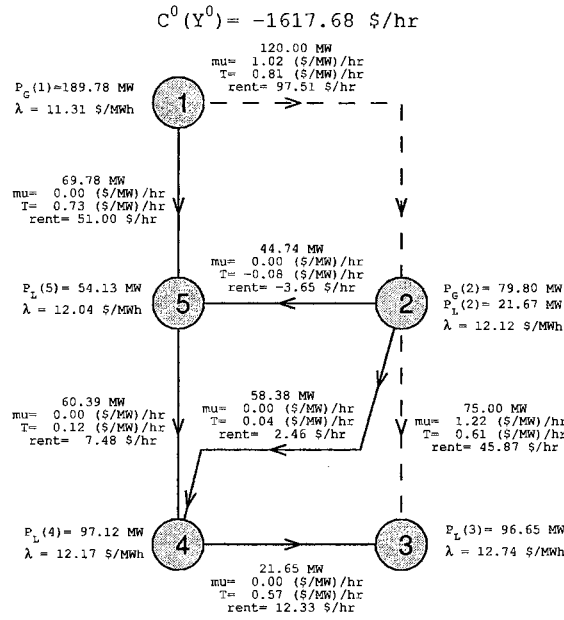 C⁰(Y⁰)= -1617.68 $/hr
120.00 MW
mu= 1.02 ($/MW)/hr
T= 0.81 ($/MW)/hr
rent= 97.51 $/hr
P_G(1)=189.78 MW
λ = 11.31 $/MWh
1
69.78 MW
mu= 0.00 ($/MW)/hr
T= 0.73 ($/MW)/hr
rent= 51.00 $/hr
44.74 MW
mu= 0.00 ($/MW)/hr
T= -0.08 ($/MW)/hr
rent= -3.65 $/hr
P_L(5)= 54.13 MW
λ = 12.04 $/MWh
5
2
P_G(2)= 79.80 MW
P_L(2)= 21.67 MW
λ = 12.12 $/MWh
60.39 MW
mu= 0.00 ($/MW)/hr
T= 0.12 ($/MW)/hr
rent= 7.48 $/hr
58.38 MW
mu= 0.00 ($/MW)/hr
T= 0.04 ($/MW)/hr
rent= 2.46 $/hr
75.00 MW
mu= 1.22 ($/MW)/hr
T= 0.61 ($/MW)/hr
rent= 45.87 $/hr
P_L(4)= 97.12 MW
λ = 12.17 $/MWh
4
3
P_L(3)= 96.65 MW
λ = 12.74 $/MWh
21.65 MW
mu= 0.00 ($/MW)/hr
T= 0.57 ($/MW)/hr
rent= 12.33 $/hr